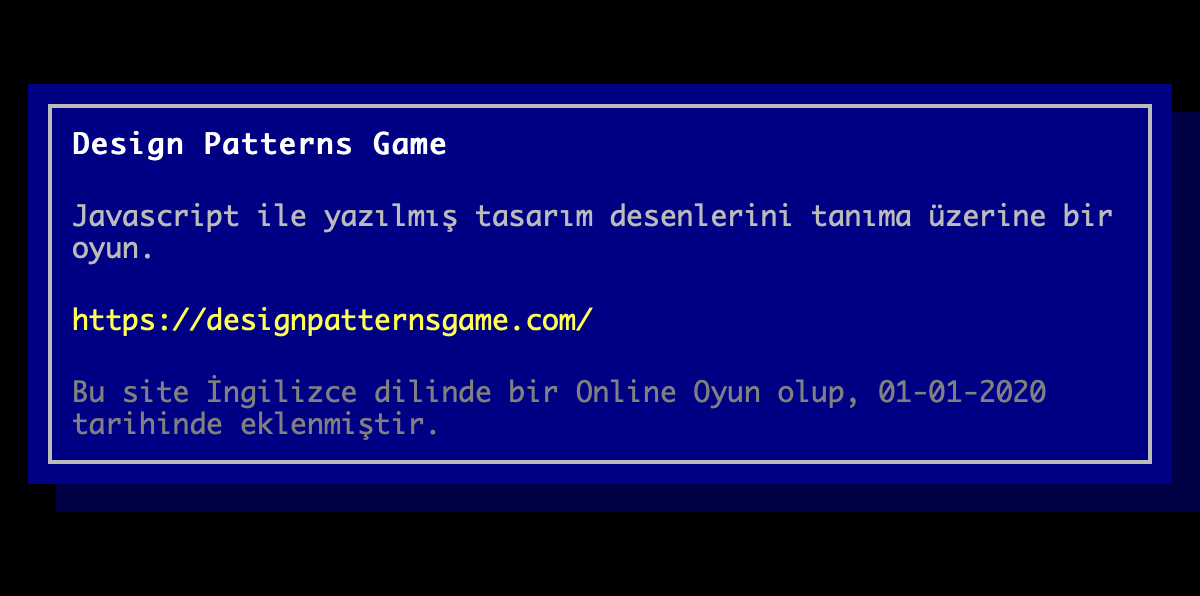 Design Patterns Game
Javascript ile yazılmış tasarım desenlerini tanıma üzerine bir
oyun.
https://designpatternsgame.com/
Bu site İngilizce dilinde bir Online Oyun olup, 01-01-2020
tarihinde eklenmiştir.